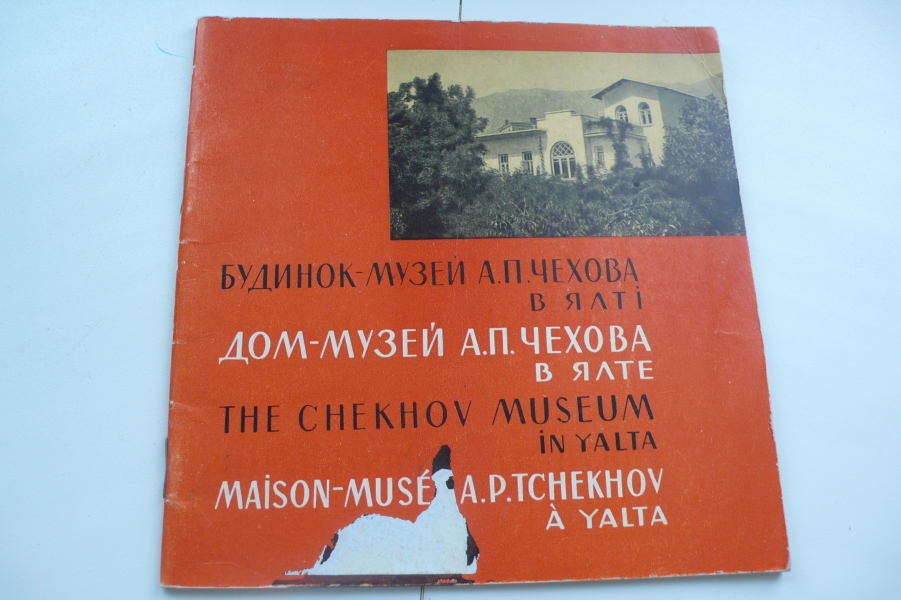 БУДИНОК-МУЗЕЙ А.П.ЧЕХОВА
В ЯЛТІ
ДОМ-МУЗЕЙ А.П.ЧЕХОВА
В ЯЛТЕ
THE CHEKHOV MUSEUM
IN YALTA
MAISON-MUSÉ A.P.TCHEKHOV
À YALTA